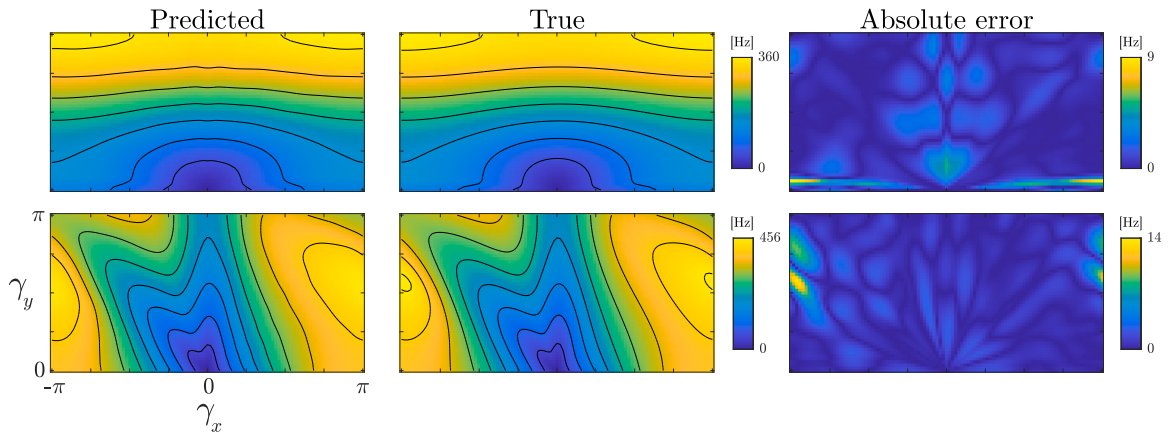 Predicted True Absolute error
[Hz] [Hz]
360 9
0 0
π [Hz] [Hz]
456 14
γy
0 0 0
-π 0 π
γx